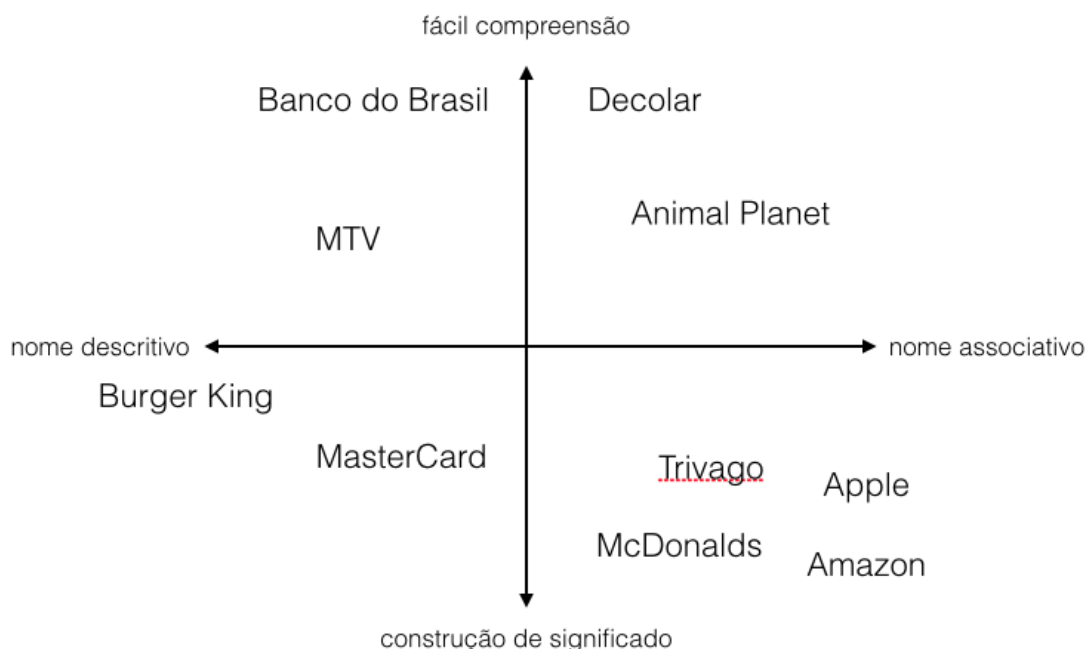 fácil compreensão
Banco do Brasil
Decolar
Animal Planet
MTV
nome descritivo
nome associativo
Burger King
MasterCard
Trivago
Apple
McDonalds
Amazon
construção de significado